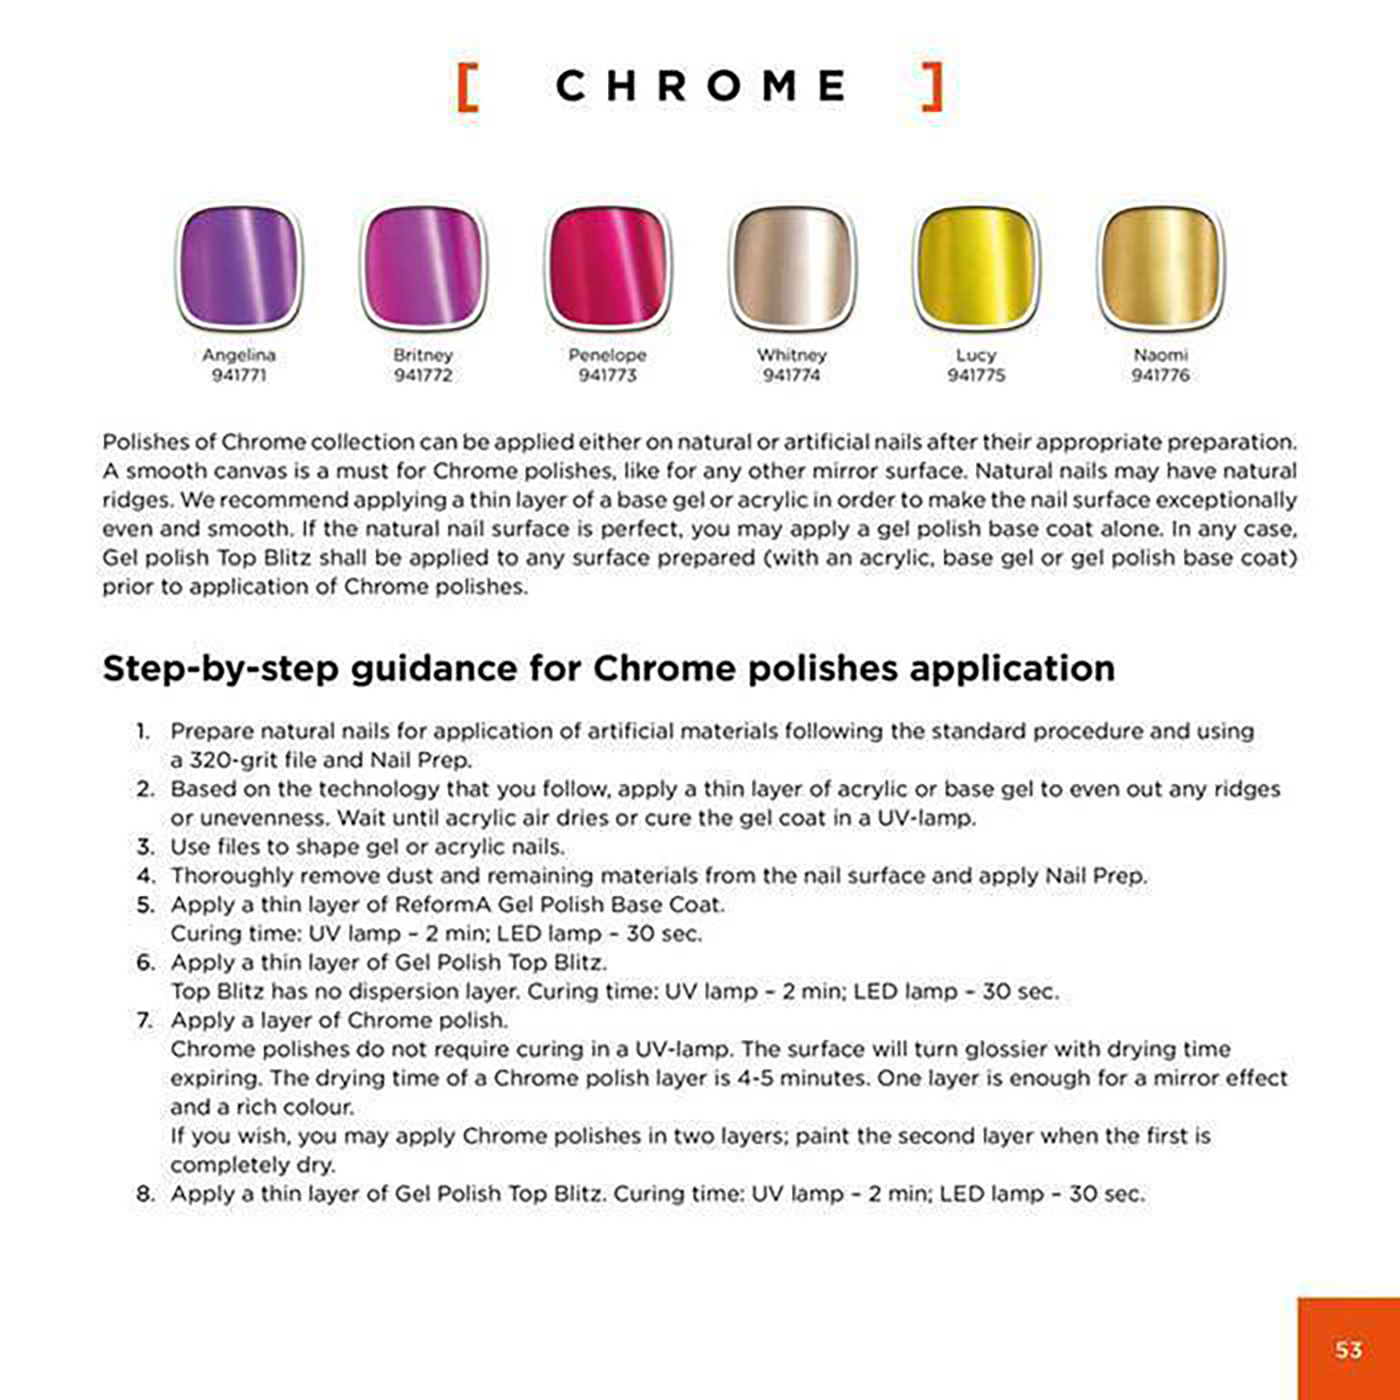 [ CHROME ]
Angelina
941771
Britney
941772
Penelope
941773
Whitney
941774
Lucy
941775
Naomi
941776
Polishes of Chrome collection can be applied either on natural or artificial nails after their appropriate preparation.
A smooth canvas is a must for Chrome polishes, like for any other mirror surface. Natural nails may have natural
ridges. We recommend applying a thin layer of a base gel or acrylic in order to make the nail surface exceptionally
even and smooth. If the natural nail surface is perfect, you may apply a gel polish base coat alone. In any case,
Gel polish Top Blitz shall be applied to any surface prepared (with an acrylic, base gel or gel polish base coat)
prior to application of Chrome polishes.
Step-by-step guidance for Chrome polishes application
1. Prepare natural nails for application of artificial materials following the standard procedure and using
a 320-grit file and Nail Prep.
2. Based on the technology that you follow, apply a thin layer of acrylic or base gel to even out any ridges
or unevenness. Wait until acrylic air dries or cure the gel coat in a UV-lamp.
3. Use files to shape gel or acrylic nails.
4. Thoroughly remove dust and remaining materials from the nail surface and apply Nail Prep.
5. Apply a thin layer of ReformA Gel Polish Base Coat.
Curing time: UV lamp – 2 min; LED lamp – 30 sec.
6. Apply a thin layer of Gel Polish Top Blitz.
Top Blitz has no dispersion layer. Curing time: UV lamp – 2 min; LED lamp – 30 sec.
7. Apply a layer of Chrome polish.
Chrome polishes do not require curing in a UV-lamp. The surface will turn glossier with drying time
expiring. The drying time of a Chrome polish layer is 4-5 minutes. One layer is enough for a mirror effect
and a rich colour.
If you wish, you may apply Chrome polishes in two layers; paint the second layer when the first is
completely dry.
8. Apply a thin layer of Gel Polish Top Blitz. Curing time: UV lamp – 2 min; LED lamp – 30 sec.
53